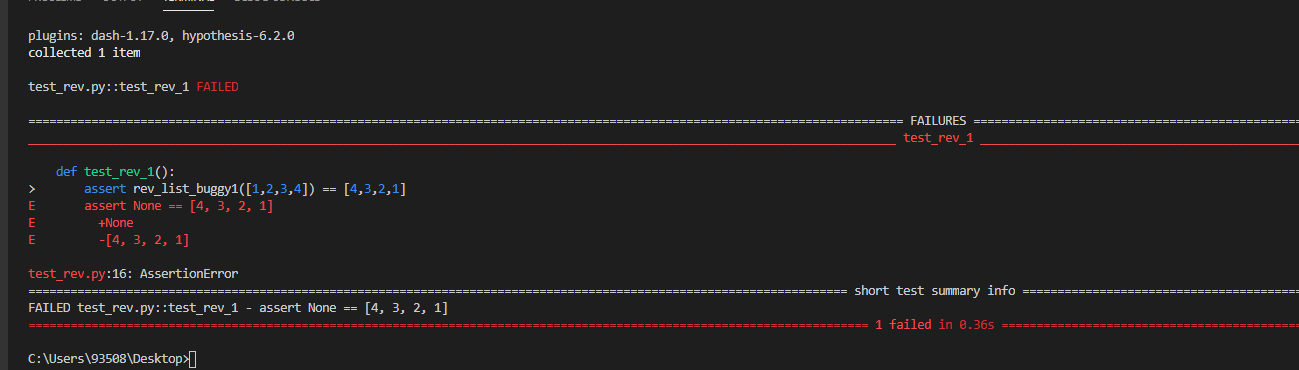 TERMINAL
plugins: dash-1.17.0, hypothesis-6.2.0
collected 1 item
test_rev.py::test_rev_1 FAILED
============================= FAILURES =============================
_____________________________ test_rev_1 _____________________________
def test_rev_1():
> assert rev_list_buggy1([1,2,3,4]) == [4,3,2,1]
E assert None == [4, 3, 2, 1]
E +None
E -[4, 3, 2, 1]
test_rev.py:16: AssertionError
============================= short test summary info =============================
FAILED test_rev.py::test_rev_1 - assert None == [4, 3, 2, 1]
============================= 1 failed in 0.36s =============================
C:\Users\93508\Desktop>